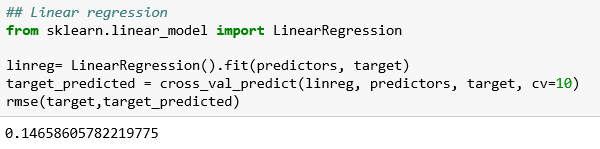 ## Linear regression
from sklearn.linear_model import LinearRegression
linreg= LinearRegression().fit(predictors, target)
target_predicted = cross_val_predict(linreg, predictors, target, cv=10)
rmse(target,target_predicted)
0.14658605782219775